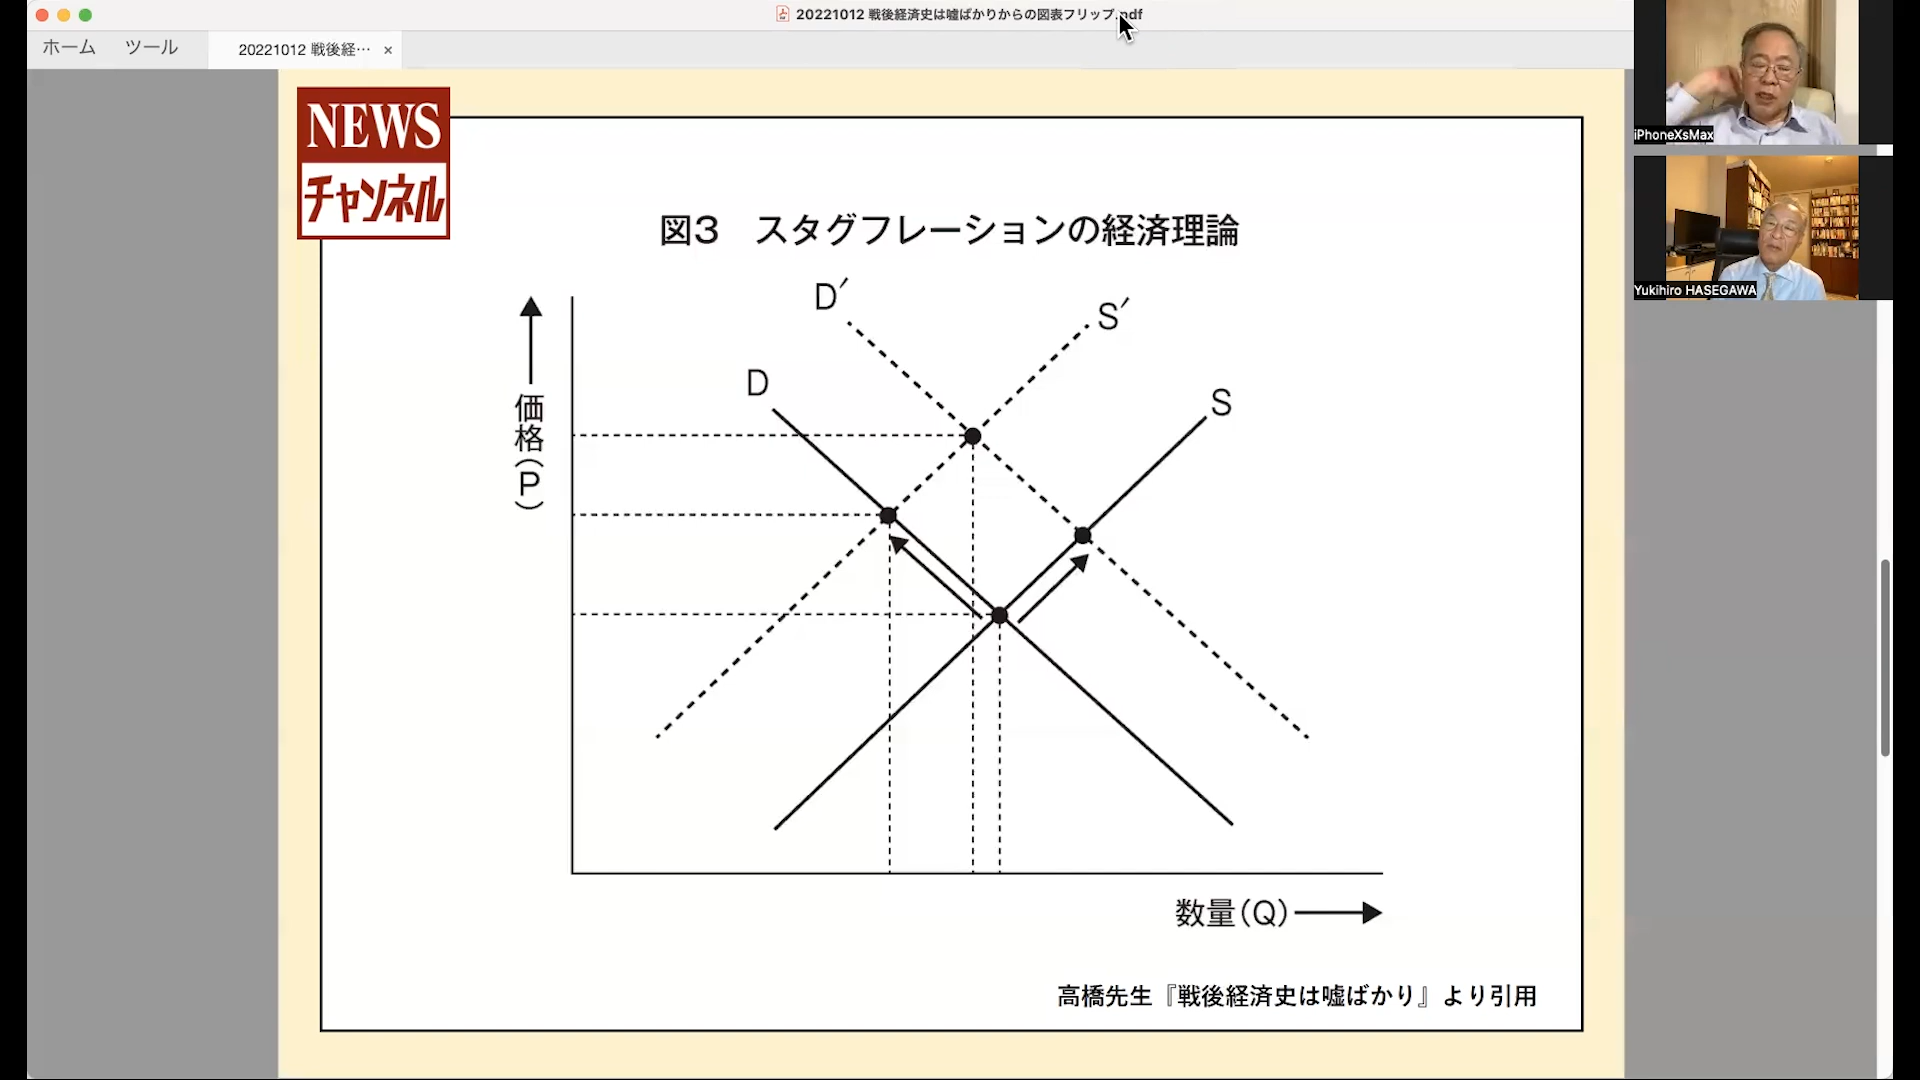 20221012 戦後経済史は嘘ばかりからの図表フリップ.pdf
ホーム ツール 20221012 戦後経… ×
iPhoneXsMax
Yukihiro HASEGAWA
NEWS
チャンネル
図3 スタグフレーションの経済理論
D′
S′
D
S
価格(P)
数量(Q)
高橋先生『戦後経済史は嘘ばかり』より引用